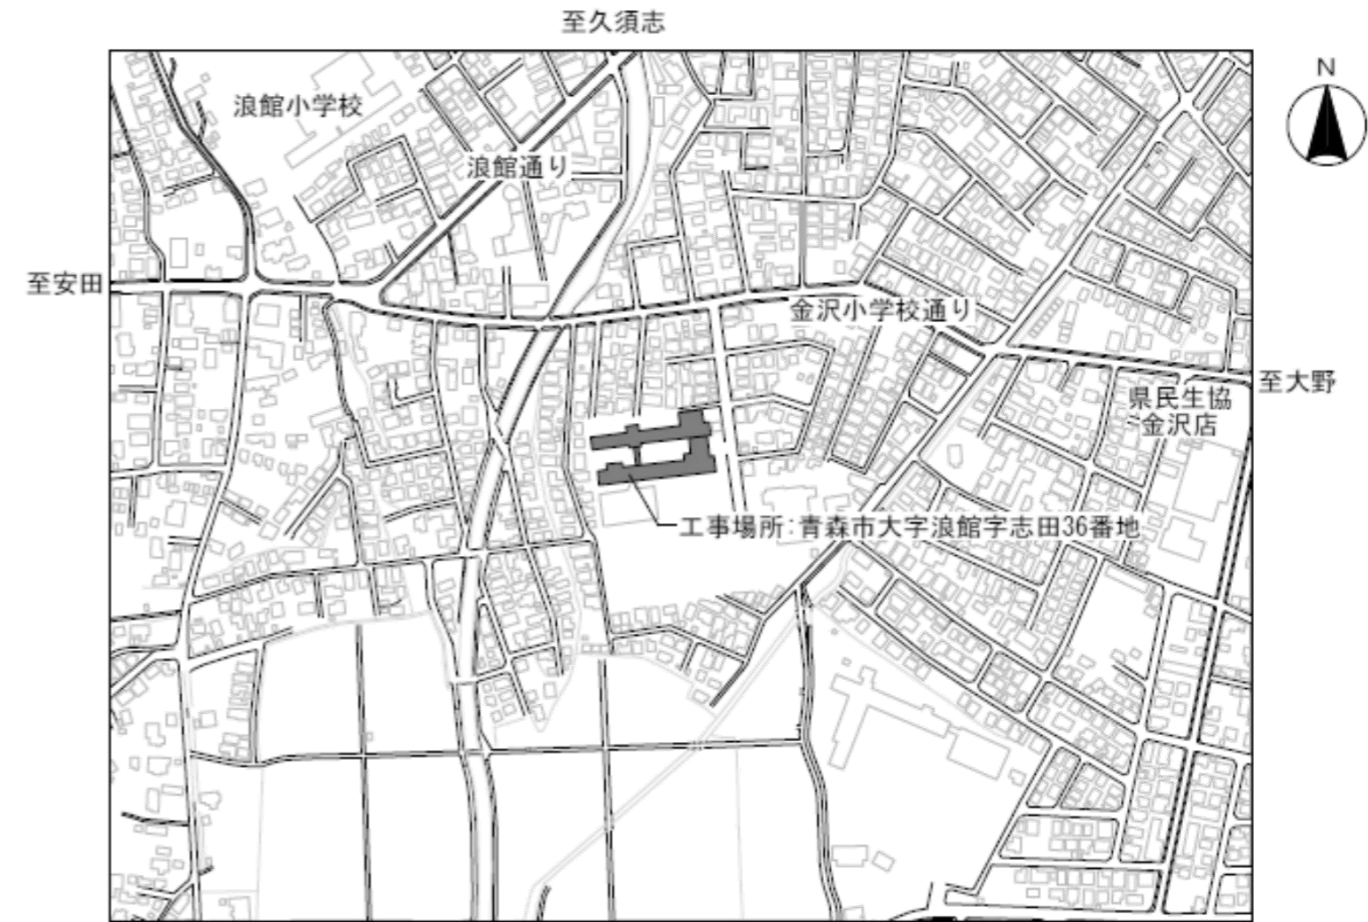 至久須志
N
浪館小学校
浪館通り
至安田
金沢小学校通り
至大野
県民生協
金沢店
工事場所:青森市大字浪館字志田36番地